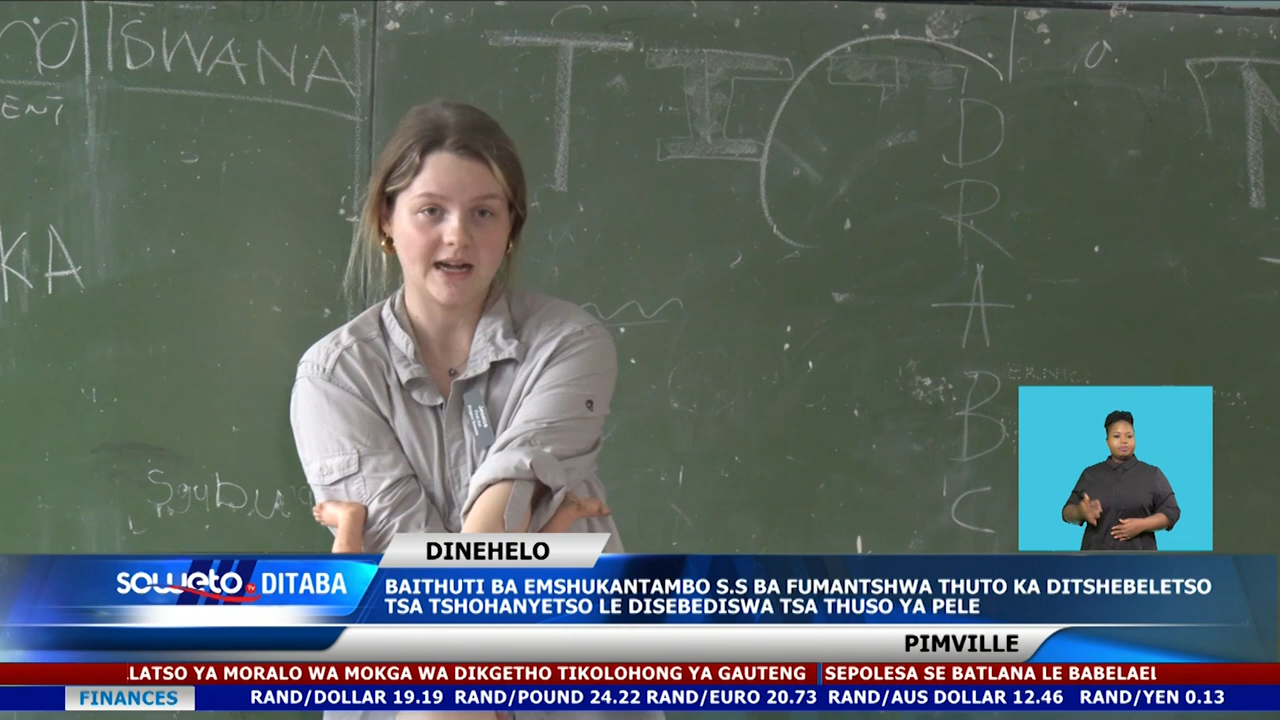 TSWANA
ENT
KA
D
R
A
B
C
DINEHELO
soweto tv DITABA
BAITHUTI BA EMSHUKANTAMBO S.S BA FUMANTSHWA THUTO KA DITSHEBELETSO
TSA TSHOHANYETSO LE DISEBEDISWA TSA THUSO YA PELE
PIMVILLE
LATSO YA MORALO WA MOKGA WA DIKGETHO TIKOLOHONG YA GAUTENG SEPOLESA SE BATLANA LE BABELAEL
FINANCES RAND/DOLLAR 19.19 RAND/POUND 24.22 RAND/EURO 20.73 RAND/AUS DOLLAR 12.46 RAND/YEN 0.13